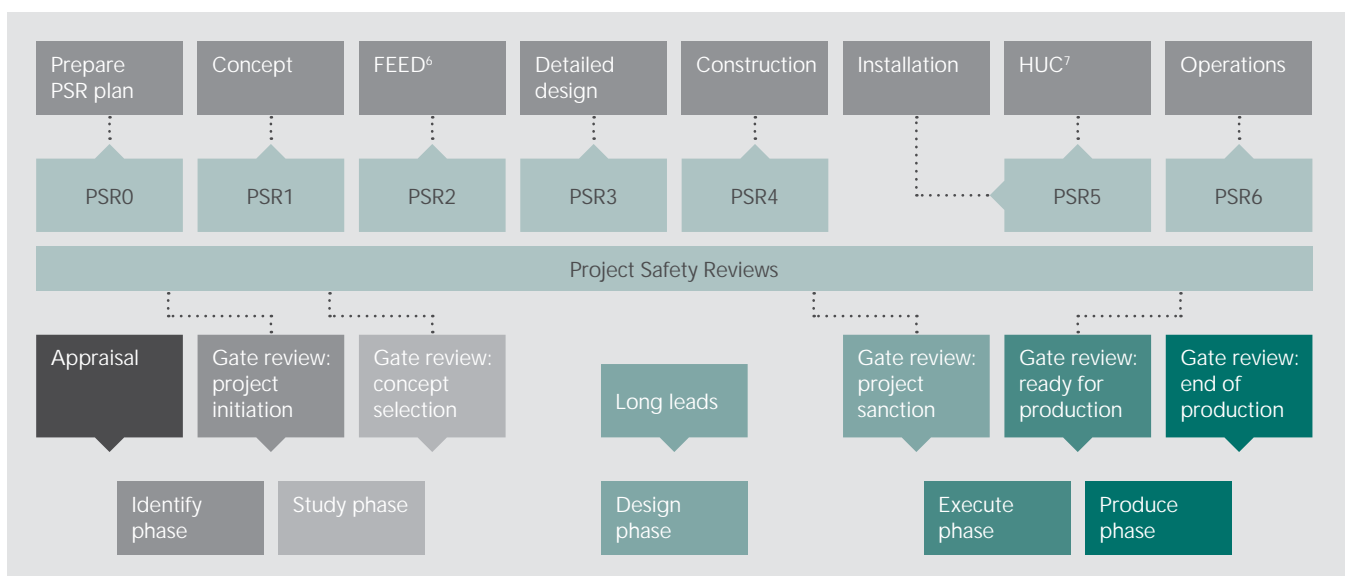 Prepare
PSR plan
Concept
FEED⁶
Detailed
design
Construction
Installation
HUC⁷
Operations
PSR0
PSR1
PSR2
PSR3
PSR4
PSR5
PSR6
Project Safety Reviews
Appraisal
Gate review:
project
initiation
Gate review:
concept
selection
Long leads
Gate review:
project
sanction
Gate review:
ready for
production
Gate review:
end of
production
Identify
phase
Study phase
Design
phase
Execute
phase
Produce
phase